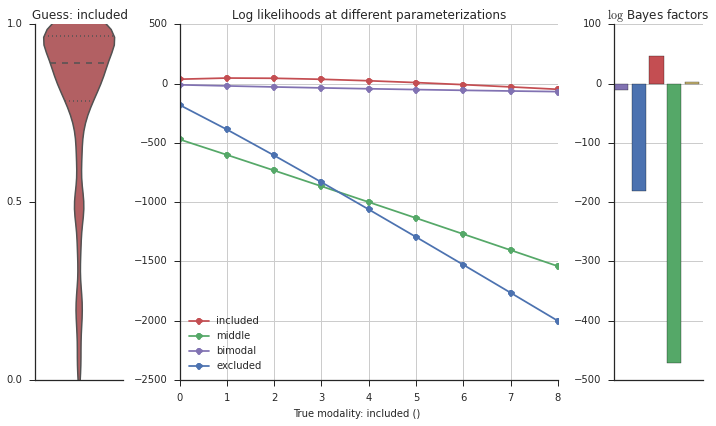 Guess: included
1.0
0.5
0.0
Log likelihoods at different parameterizations
500
0
−500
−1000
−1500
−2000
−2500
included
middle
bimodal
excluded
0 1 2 3 4 5 6 7 8
True modality: included ()
log Bayes factors
100
0
−100
−200
−300
−400
−500